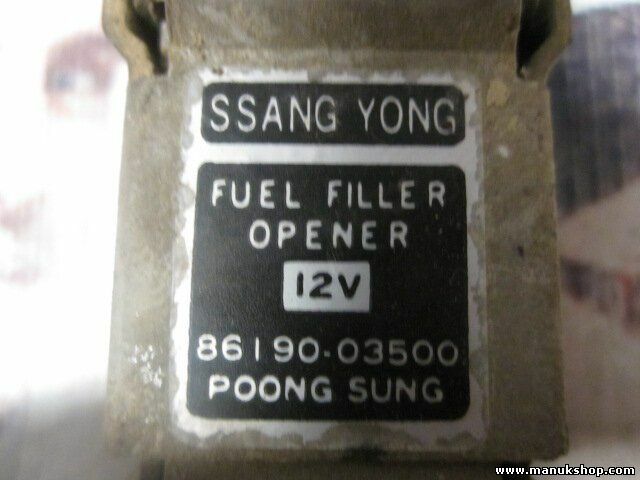 SSANG YONG
FUEL FILLER
OPENER
12V
86190-03500
POONG SUNG
www.manukshop.com